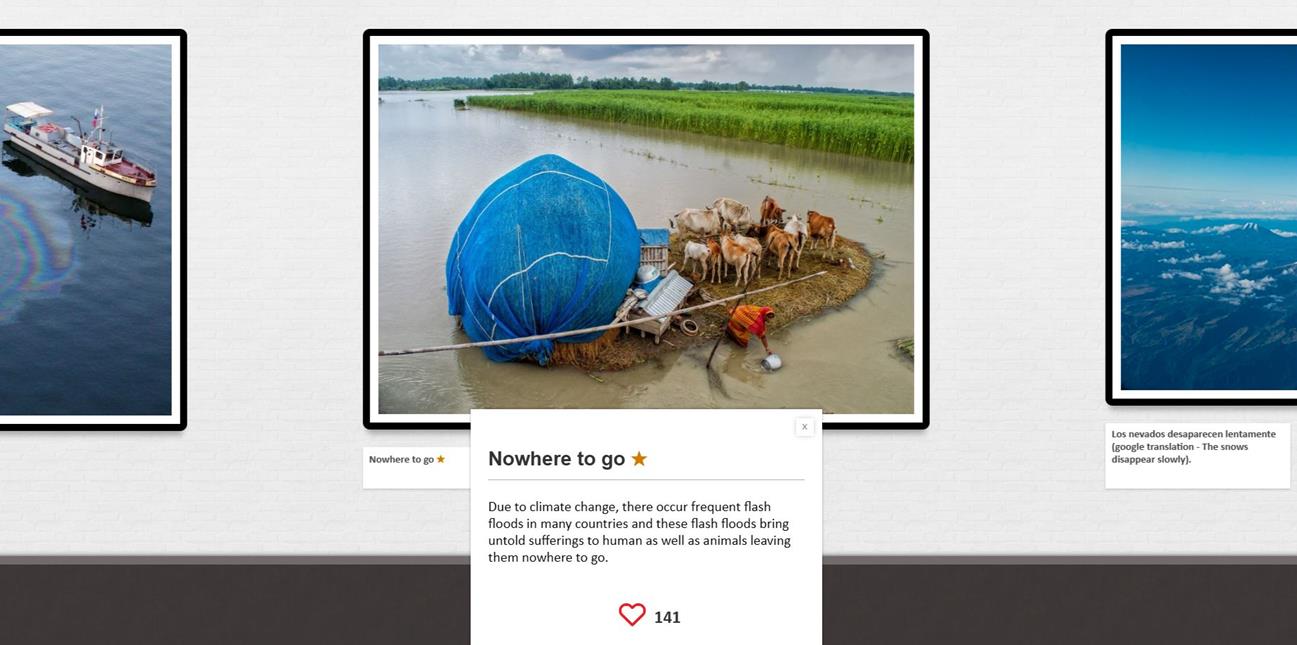 Nowhere to go ★
Los nevados desaparecen lentamente
(google translation - The snows
disappear slowly).
x
Nowhere to go ★
Due to climate change, there occur frequent flash
floods in many countries and these flash floods bring
untold sufferings to human as well as animals leaving
them nowhere to go.
141